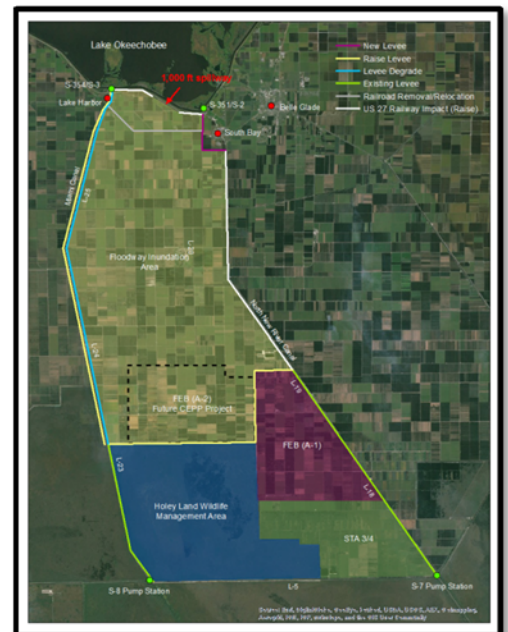 Lake Okeechobee
New Levee
Raise Levee
Levee Degrade
Existing Levee
Railroad Removal/Relocation
US 27 Railway Impact (Raise)
S-354/S-3
1,000 ft spillway
Lake Harbor
S-351/S-2
Belle Glade
South Bay
Miami Canal
L-25
Floodway Inundation
Area
North New River Canal
L-24
L-19
FEB (A-2)
Future CEPP Project
FEB (A-1)
L-23
L-18
Holey Land Wildlife
Management Area
STA 3/4
L-5
S-8 Pump Station
S-7 Pump Station